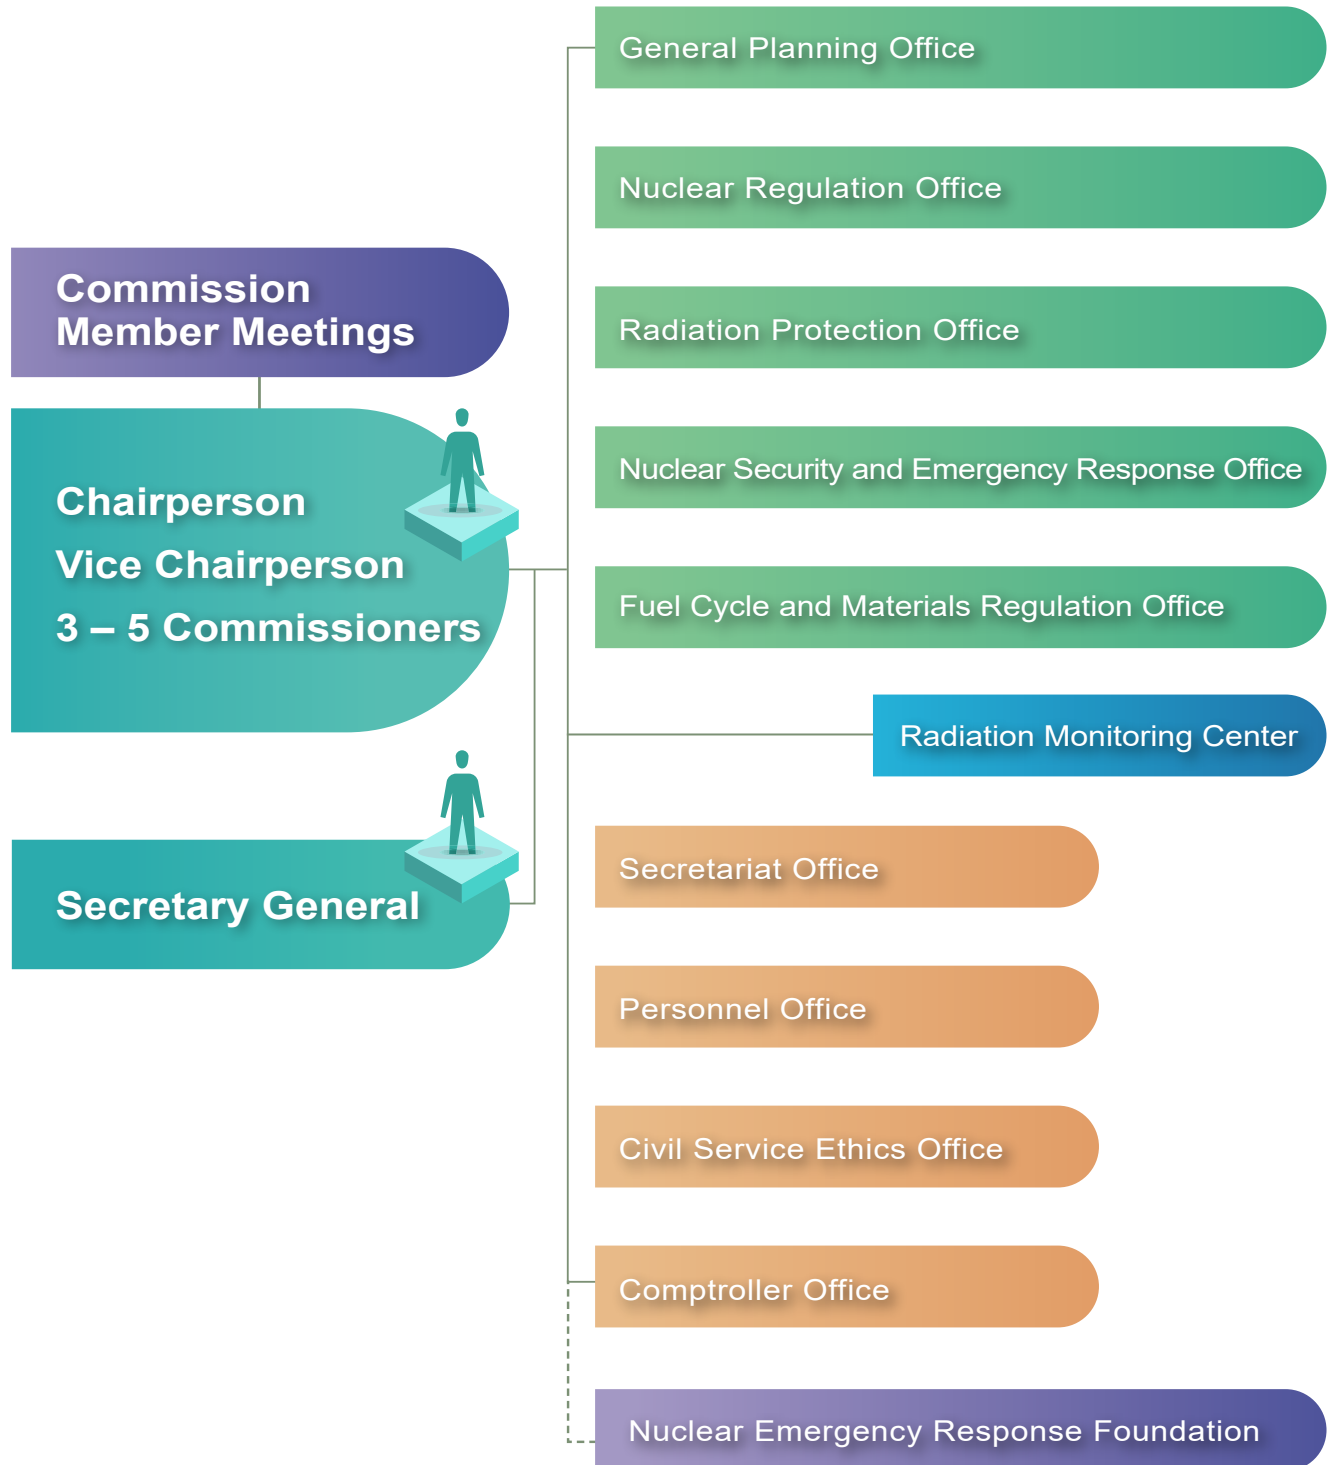 Commission
Member Meetings
Chairperson
Vice Chairperson
3 – 5 Commissioners
Secretary General
General Planning Office
Nuclear Regulation Office
Radiation Protection Office
Nuclear Security and Emergency Response Office
Fuel Cycle and Materials Regulation Office
Radiation Monitoring Center
Secretariat Office
Personnel Office
Civil Service Ethics Office
Comptroller Office
Nuclear Emergency Response Foundation